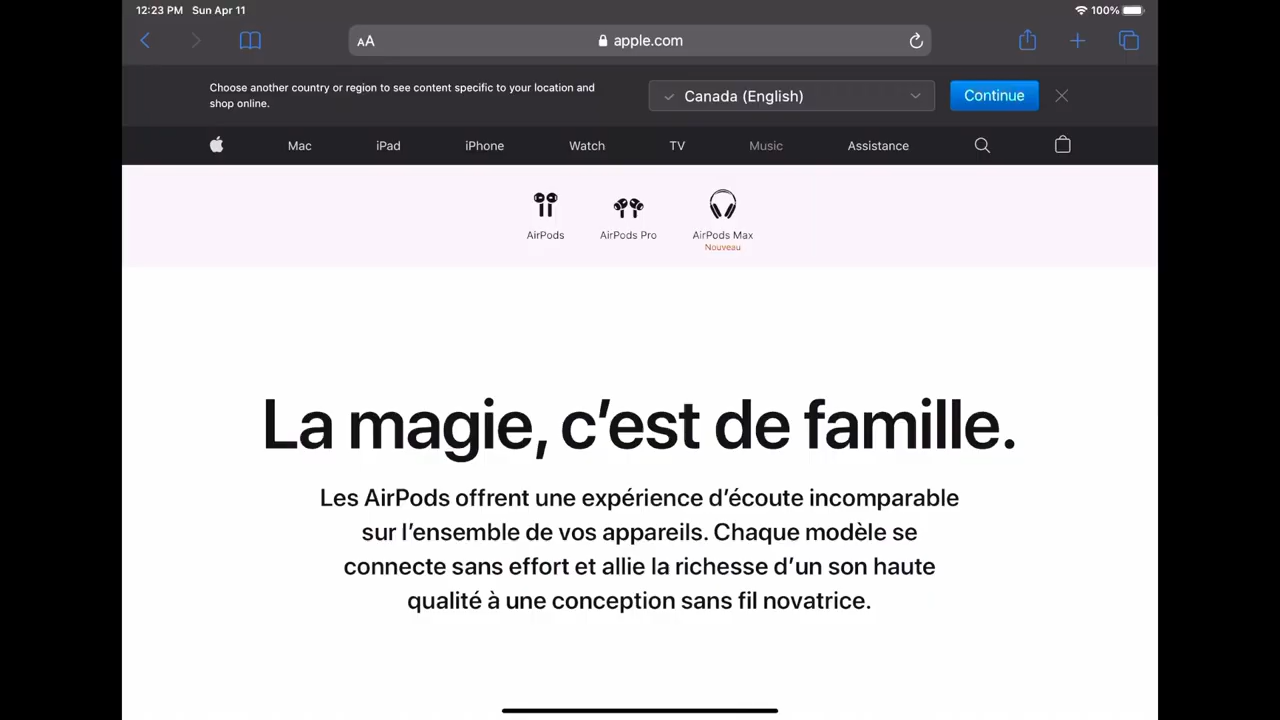 12:23 PM Sun Apr 11 100%
AA apple.com
Choose another country or region to see content specific to your location and
shop online.
Canada (English)
Continue
Mac iPad iPhone Watch TV Music Assistance
AirPods AirPods Pro AirPods Max
Nouveau
La magie, c’est de famille.
Les AirPods offrent une expérience d’écoute incomparable
sur l’ensemble de vos appareils. Chaque modèle se
connecte sans effort et allie la richesse d’un son haute
qualité à une conception sans fil novatrice.